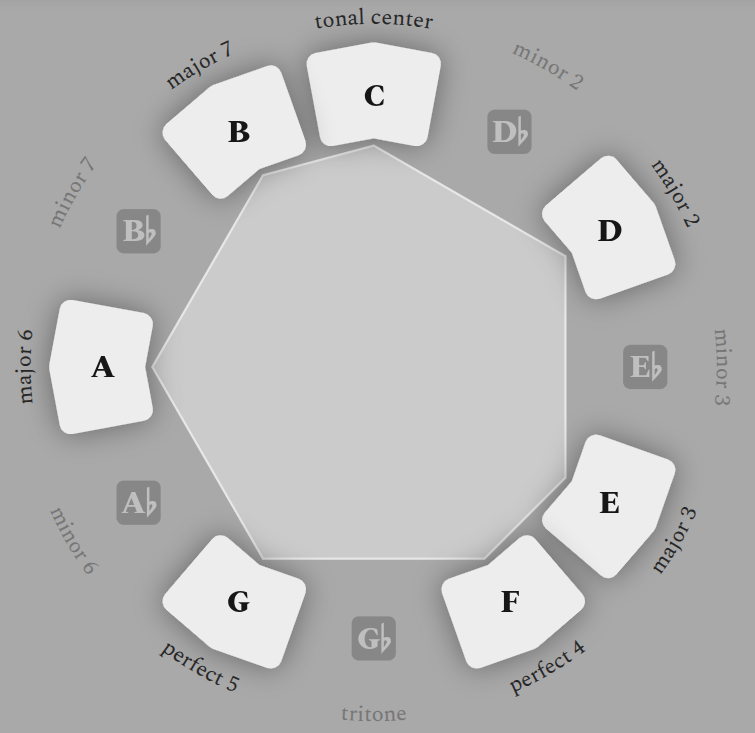 tonal center
C
minor 2
D♭
major 2
D
minor 3
E♭
major 3
E
perfect 4
F
tritone
G♭
perfect 5
G
minor 6
A♭
major 6
A
minor 7
B♭
major 7
B